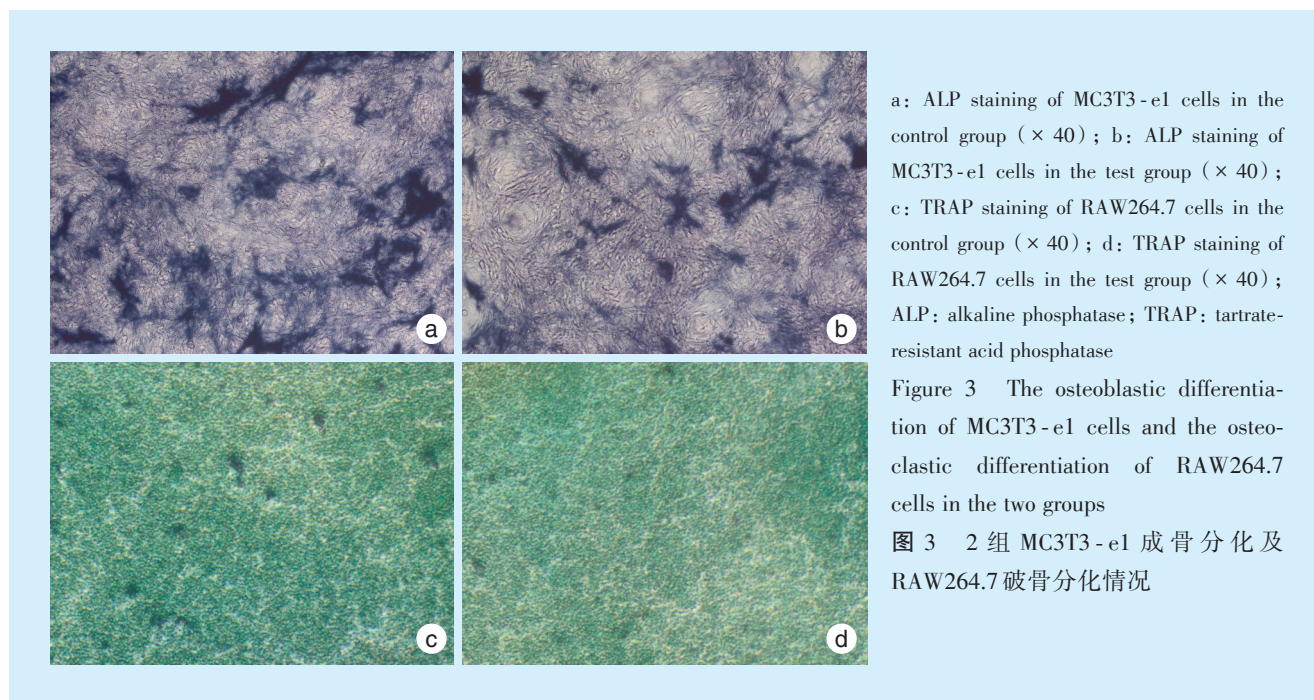 a
b
c
d
a: ALP staining of MC3T3-e1 cells in the
control group (× 40); b: ALP staining of
MC3T3-e1 cells in the test group (× 40);
c: TRAP staining of RAW264.7 cells in the
control group (× 40); d: TRAP staining of
RAW264.7 cells in the test group (× 40);
ALP: alkaline phosphatase; TRAP: tartrate-
resistant acid phosphatase
Figure 3 The osteoblastic differentia-
tion of MC3T3-e1 cells and the osteo-
clastic differentiation of RAW264.7
cells in the two groups
图 3 2 组 MC3T3-e1 成骨分化及
RAW264.7破骨分化情况